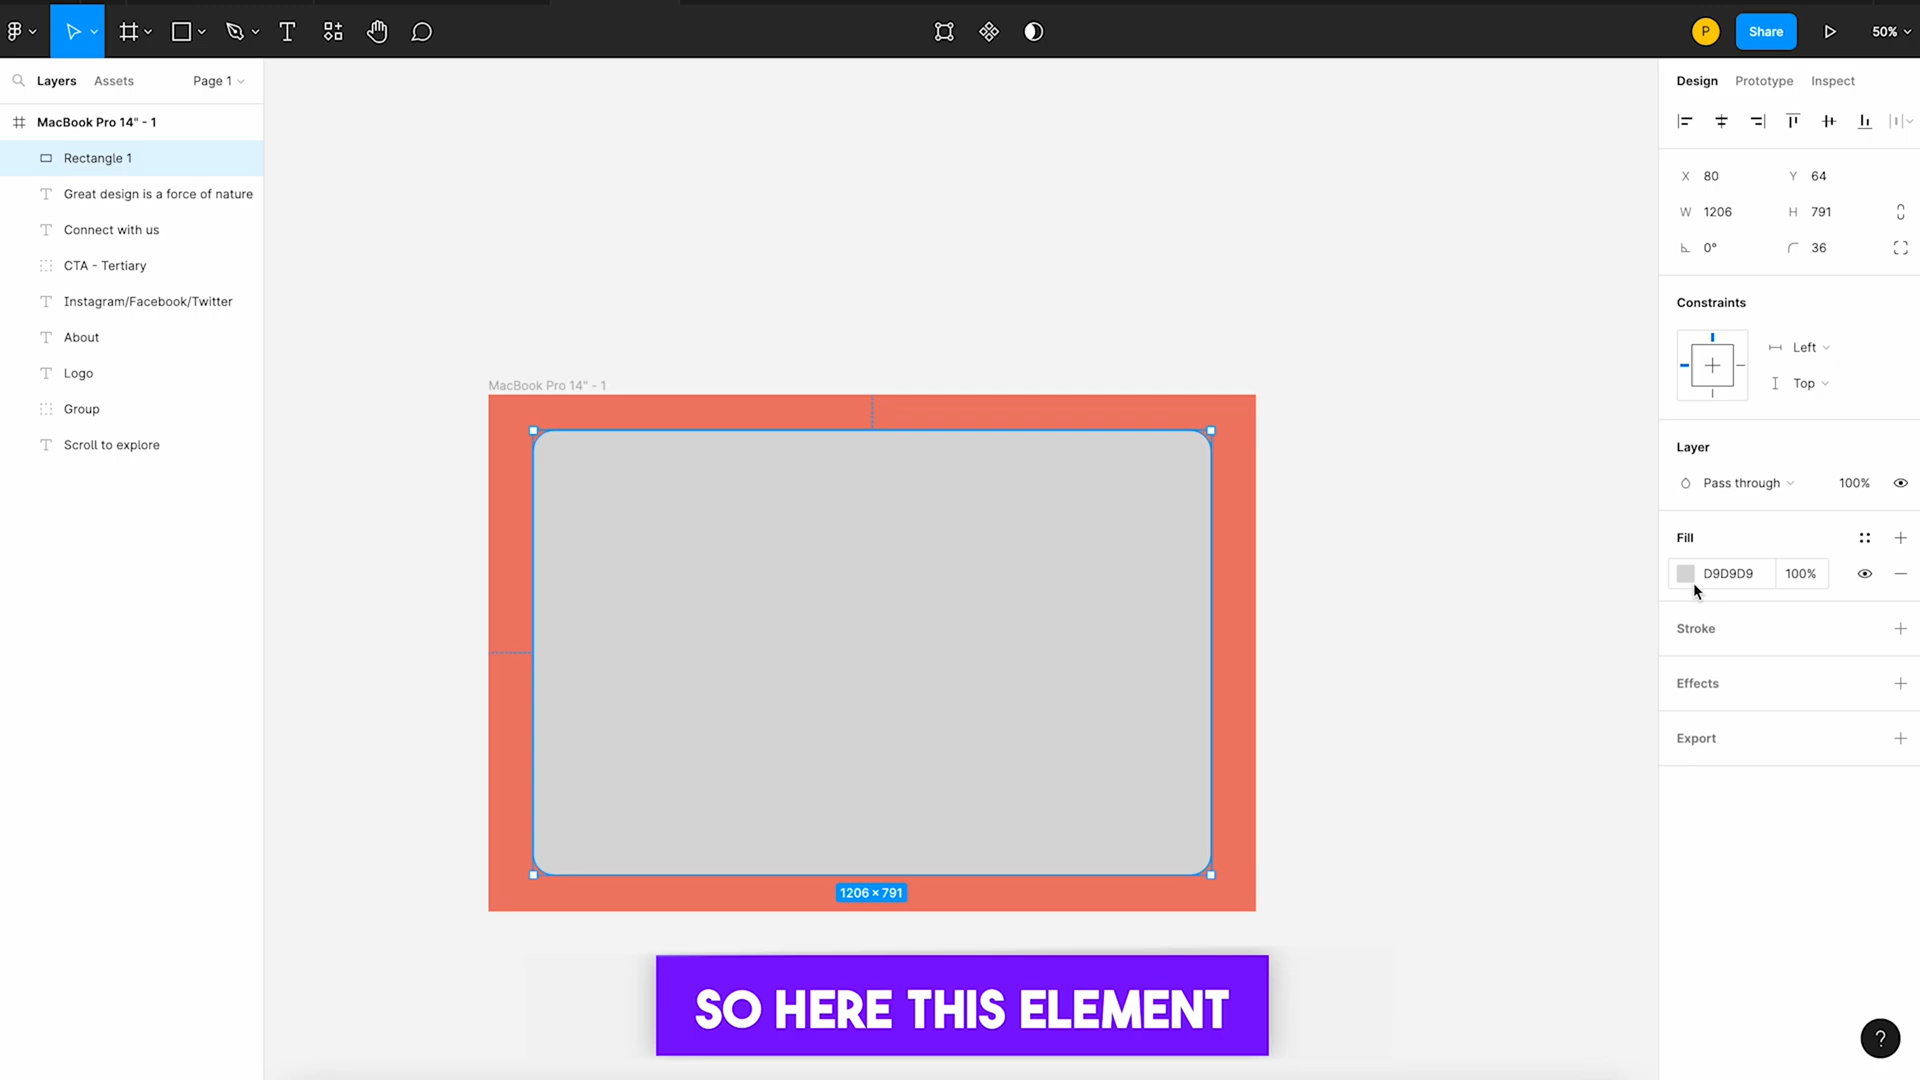 P
Share
50%
Layers
Assets
Page 1
Design
Prototype
Inspect
MacBook Pro 14" - 1
Rectangle 1
Great design is a force of nature
Connect with us
CTA - Tertiary
Instagram/Facebook/Twitter
About
Logo
Group
Scroll to explore
MacBook Pro 14" - 1
1206 × 791
SO HERE THIS ELEMENT
X 80 Y 64
W 1206 H 791
0° 36
Constraints
Left
Top
Layer
Pass through 100%
Fill
D9D9D9 100%
Stroke
Effects
Export
?